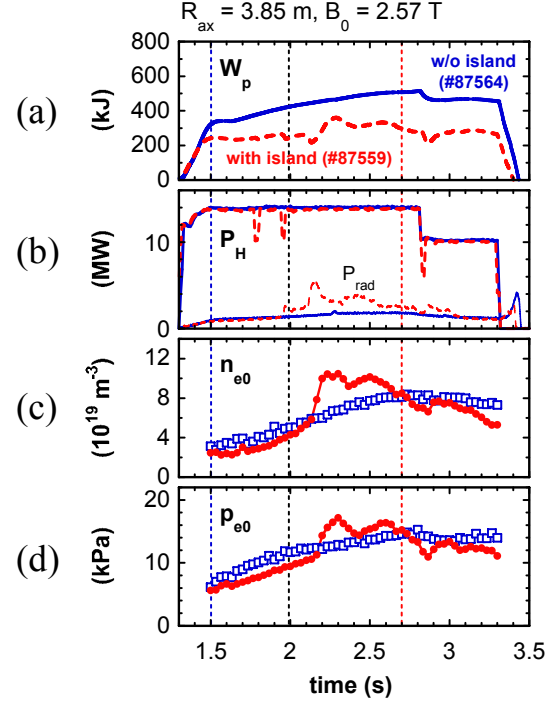 R_ax = 3.85 m, B_0 = 2.57 T
(a)
(kJ)
800
600
400
200
0
W_p
w/o island
(#87564)
with island (#87559)
(b)
(MW)
10
0
P_H
P_rad
(c)
(10^19 m^-3)
12
8
4
0
n_e0
(d)
(kPa)
20
10
0
p_e0
1.5 2 2.5 3 3.5
time (s)